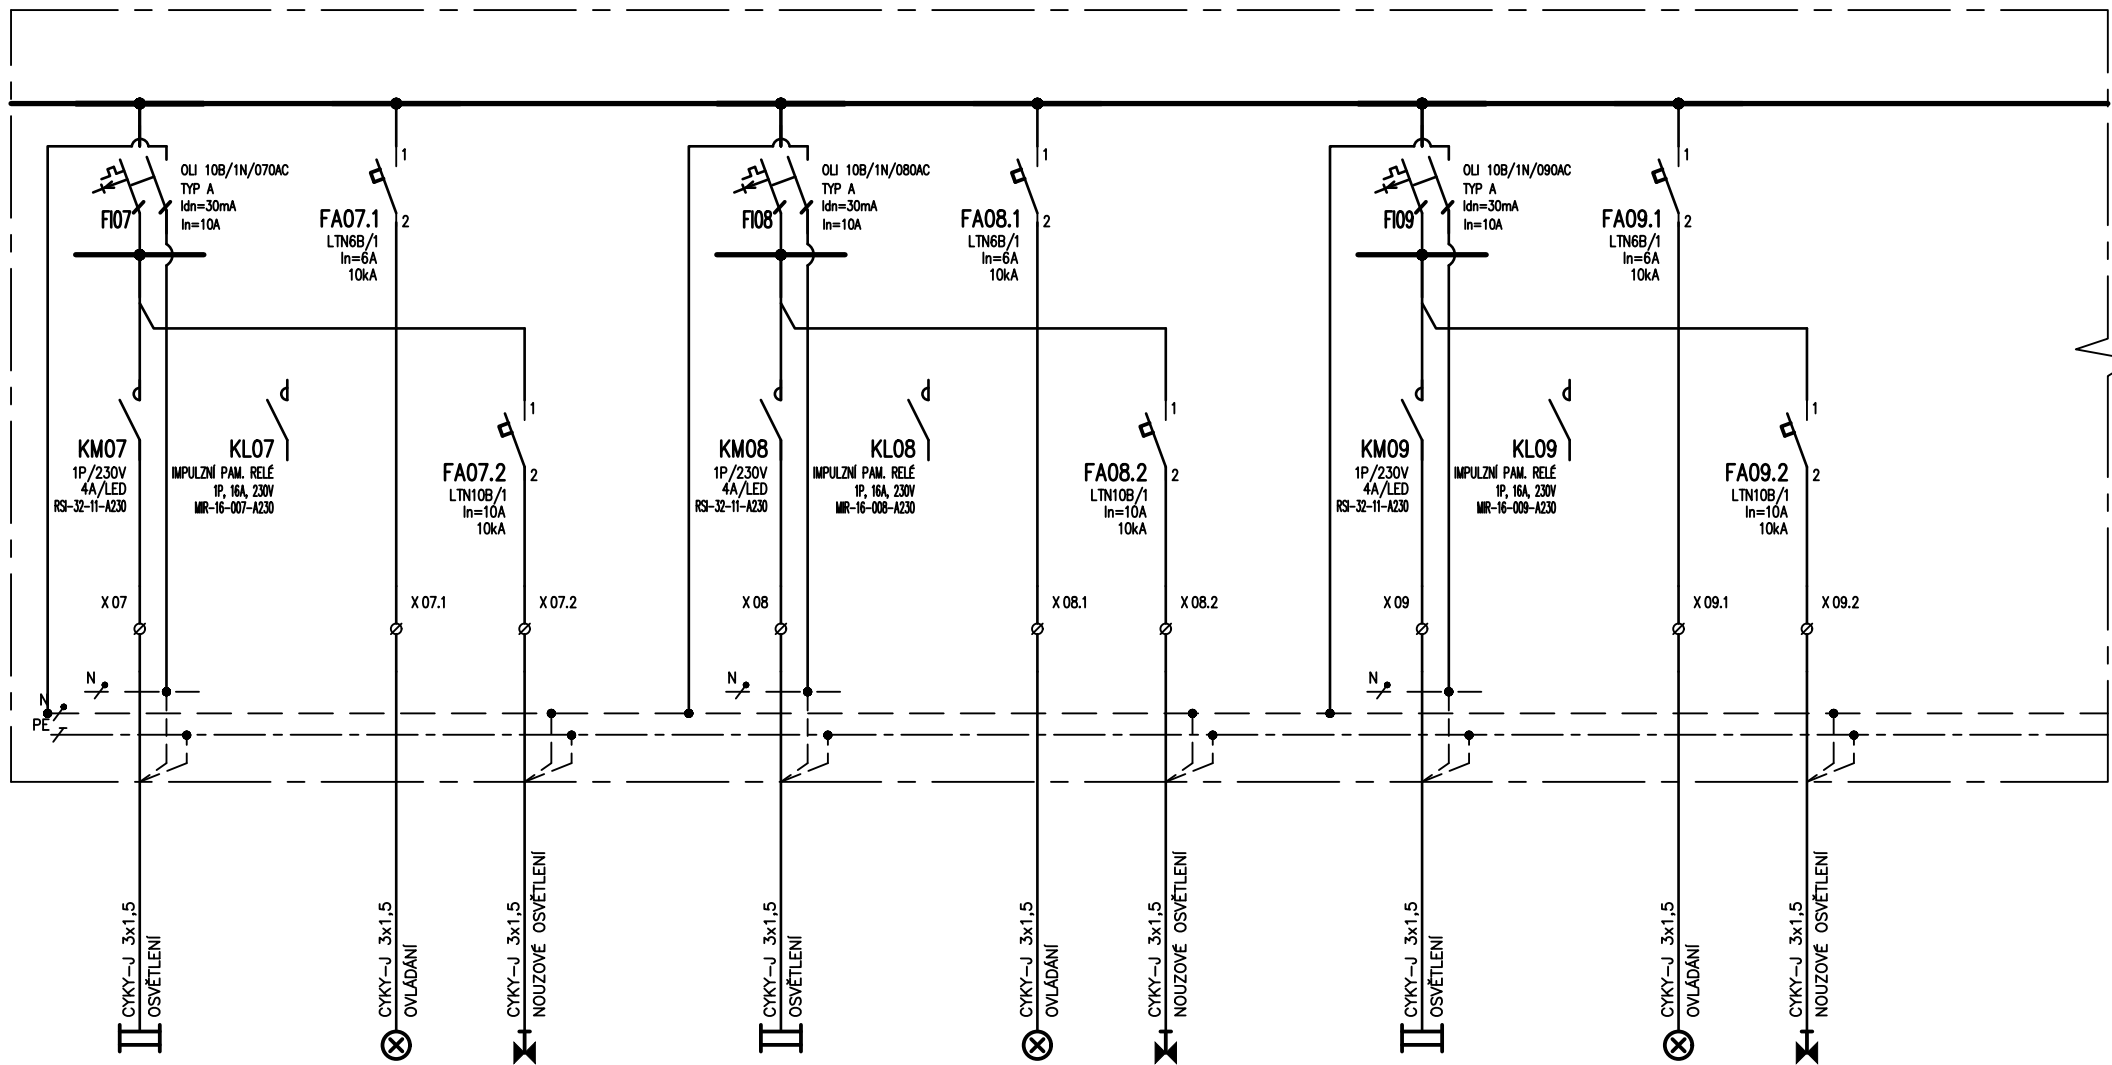 OLI 10B/1N/070AC
TYP A
Idn=30mA
In=10A
FI07
1
FA07.1
2
LTN6B/1
In=6A
10kA
KM07
1P/230V
4A/LED
RSI-32-11-A230
KL07
IMPULZNÍ PAM. RELÉ
1P, 16A, 230V
MIR-16-007-A230
1
FA07.2
2
LTN10B/1
In=10A
10kA
X 07
X 07.1
X 07.2
N
N
PE
CYKY-J 3x1,5
OSVĚTLENÍ
CYKY-J 3x1,5
OVLÁDÁNÍ
CYKY-J 3x1,5
NOUZOVÉ OSVĚTLENÍ
OLI 10B/1N/080AC
TYP A
Idn=30mA
In=10A
FI08
1
FA08.1
2
LTN6B/1
In=6A
10kA
KM08
1P/230V
4A/LED
RSI-32-11-A230
KL08
IMPULZNÍ PAM. RELÉ
1P, 16A, 230V
MIR-16-008-A230
1
FA08.2
2
LTN10B/1
In=10A
10kA
X 08
X 08.1
X 08.2
N
CYKY-J 3x1,5
OSVĚTLENÍ
CYKY-J 3x1,5
OVLÁDÁNÍ
CYKY-J 3x1,5
NOUZOVÉ OSVĚTLENÍ
OLI 10B/1N/090AC
TYP A
Idn=30mA
In=10A
FI09
1
FA09.1
2
LTN6B/1
In=6A
10kA
KM09
1P/230V
4A/LED
RSI-32-11-A230
KL09
IMPULZNÍ PAM. RELÉ
1P, 16A, 230V
MIR-16-009-A230
1
FA09.2
2
LTN10B/1
In=10A
10kA
X 09
X 09.1
X 09.2
N
CYKY-J 3x1,5
OSVĚTLENÍ
CYKY-J 3x1,5
OVLÁDÁNÍ
CYKY-J 3x1,5
NOUZOVÉ OSVĚTLENÍ